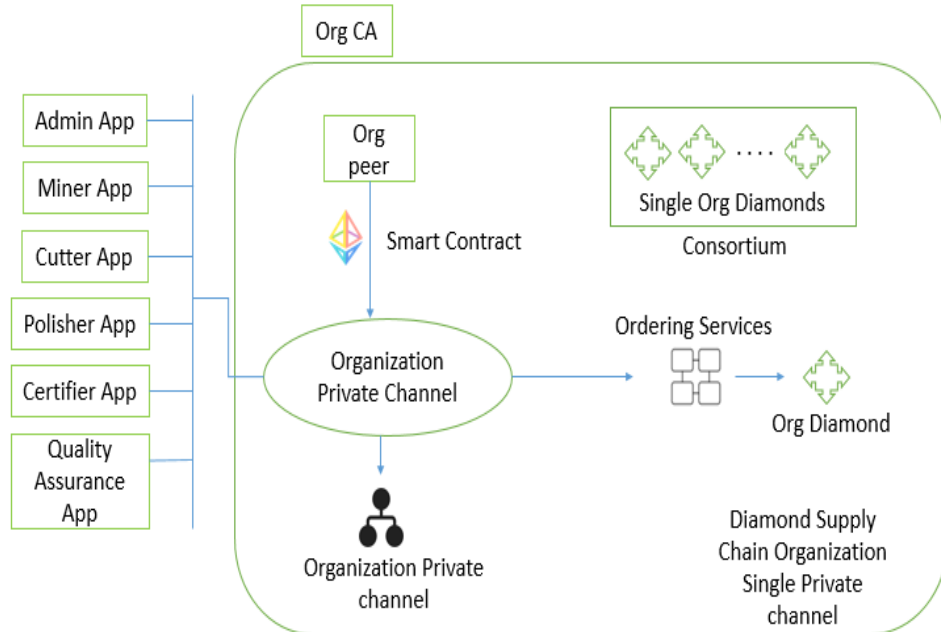 Org CA
Admin App
Miner App
Cutter App
Polisher App
Certifier App
Quality
Assurance
App
Org
peer
Smart Contract
Organization
Private Channel
Organization Private
channel
Single Org Diamonds
Consortium
Ordering Services
Org Diamond
Diamond Supply
Chain Organization
Single Private
channel